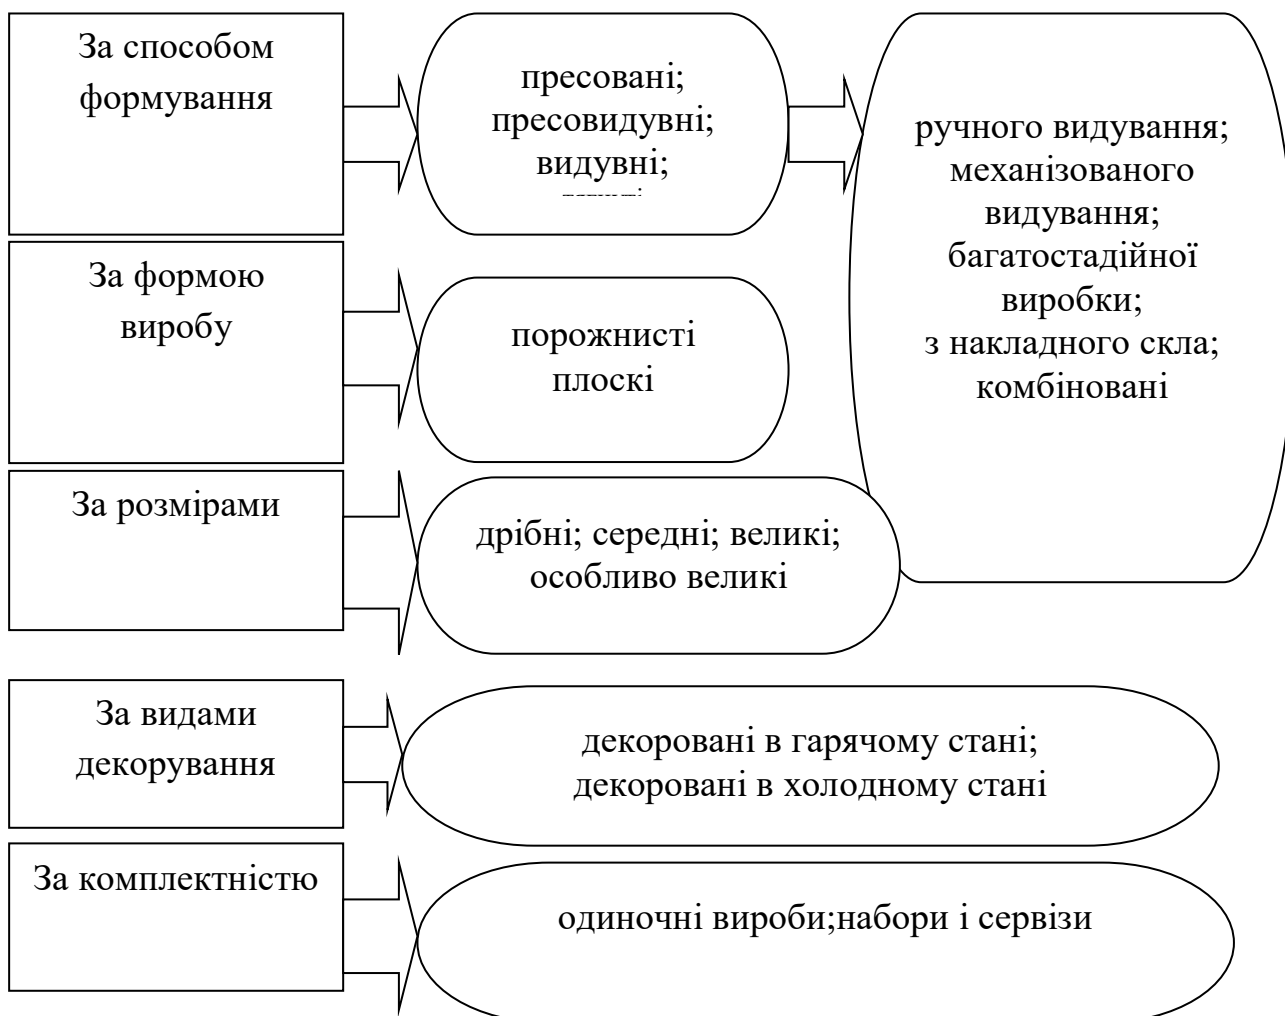 За способом
формування
пресовані;
пресовидувні;
видувні;
ручного видування;
механізованого
видування;
багатостадійної
виробки;
з накладного скла;
комбіновані
За формою
виробу
порожнисті
плоскі
За розмірами
дрібні; середні; великі;
особливо великі
За видами
декорування
декоровані в гарячому стані;
декоровані в холодному стані
За комплектністю
одиночні вироби;набори і сервізи